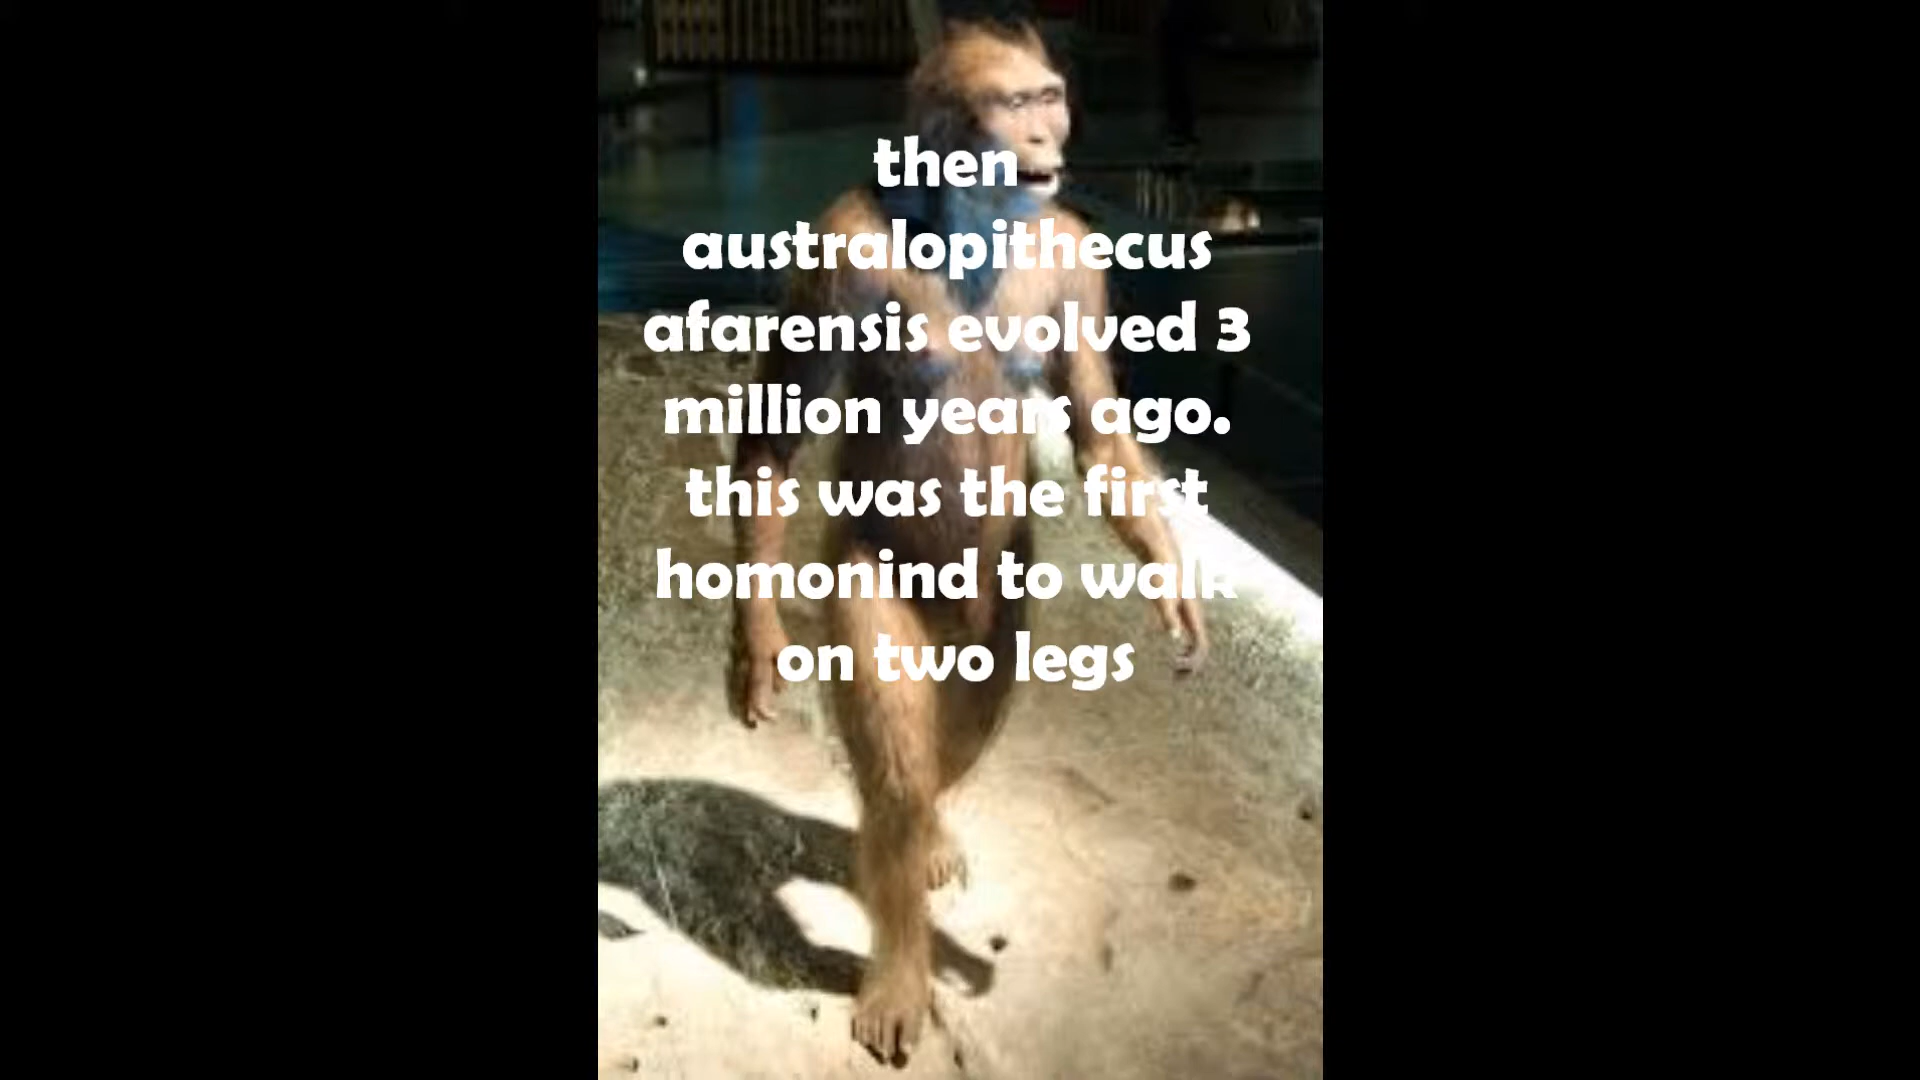 then
australopithecus
afarensis evolved 3
million years ago.
this was the first
homonind to walk
on two legs